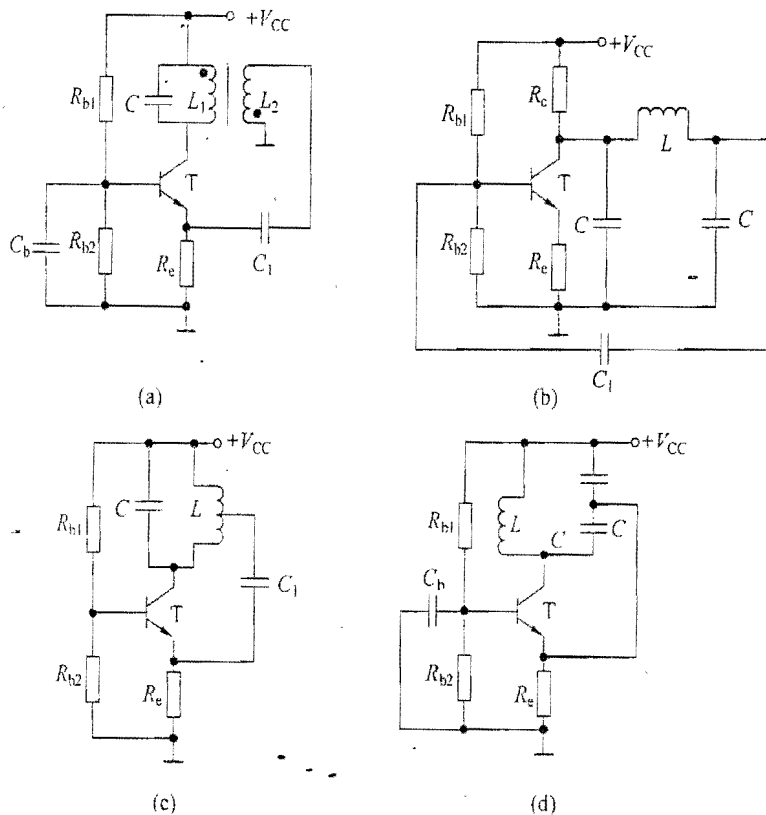 +V_CC
R_b1 C L_1 L_2
T
C_b R_b2 R_e C_1
(a)
+V_CC
R_b1 R_c
L
T
R_b2 C C
R_e
C_1
(b)
+V_CC
R_b1 C L
C_1
T
R_b2 R_e
(c)
+V_CC
R_b1 L C C
C_b
T
R_b2 R_e
(d)